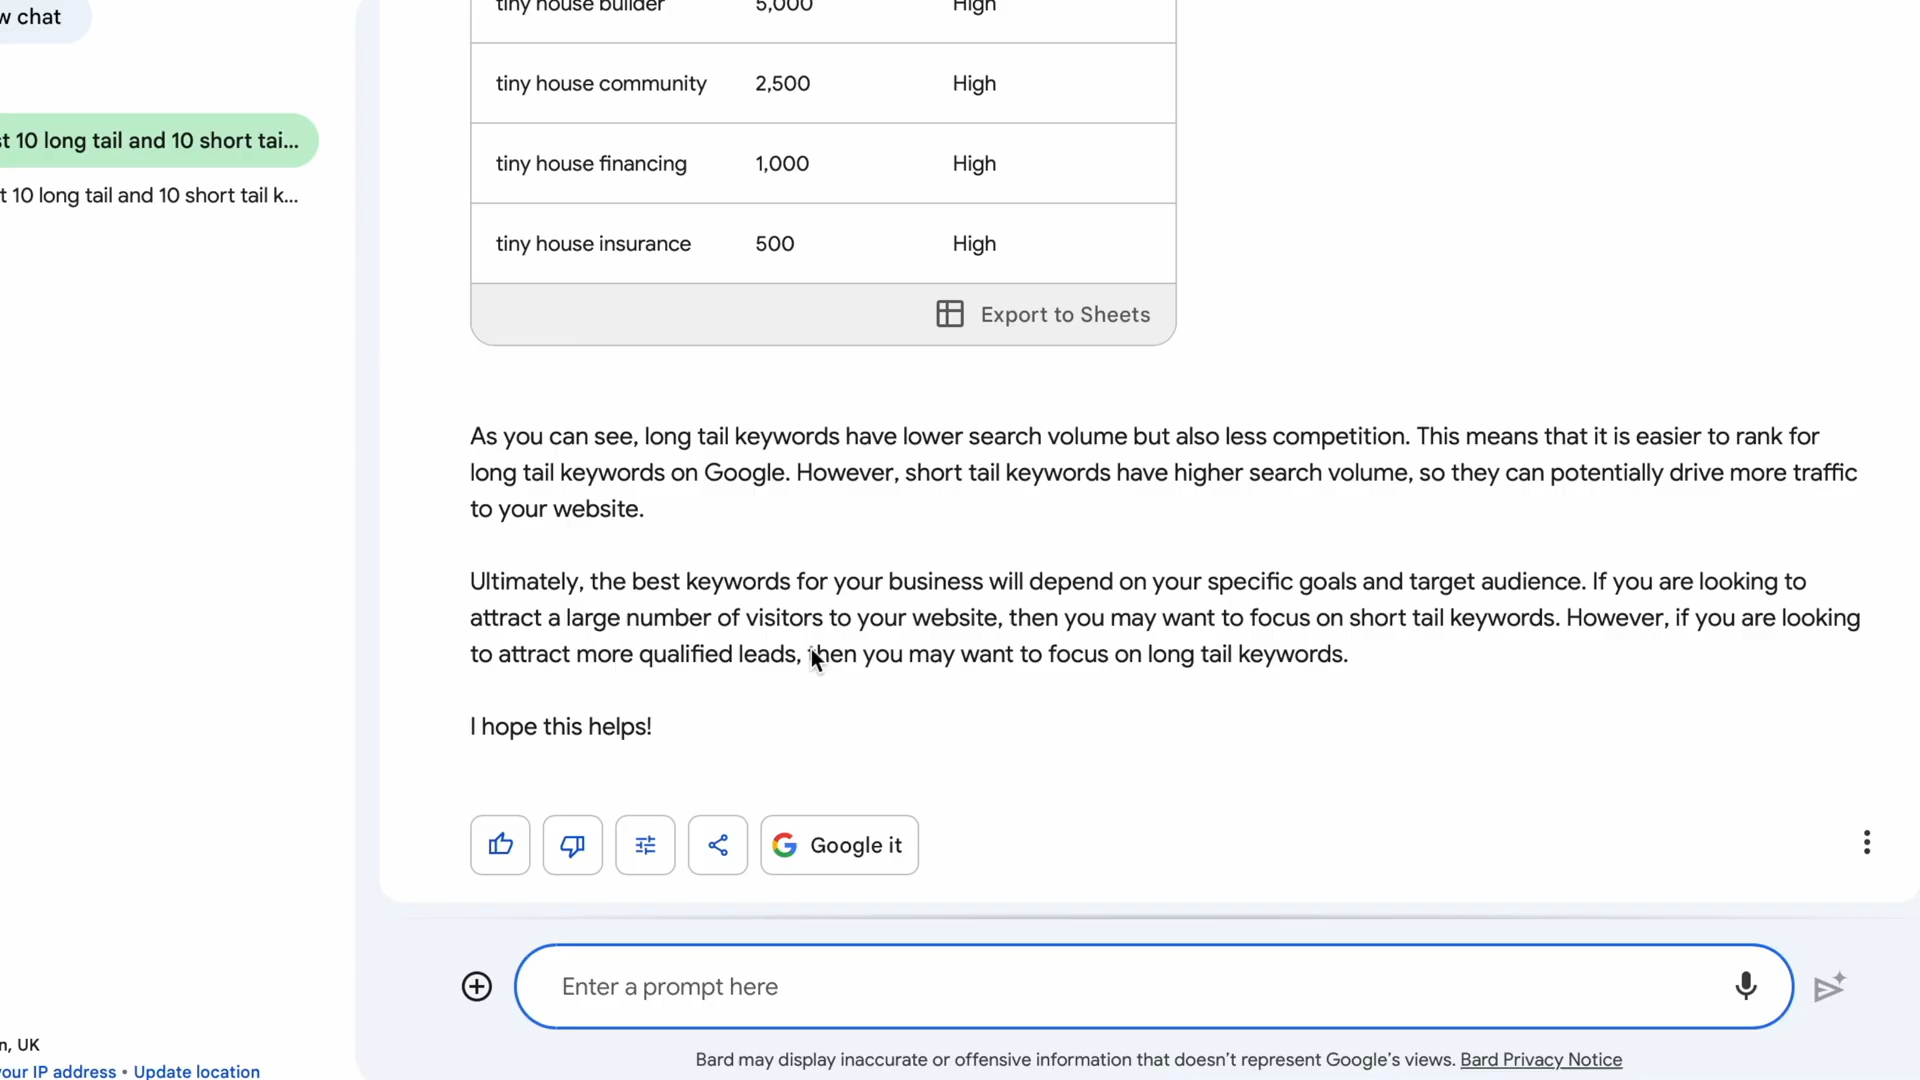 w chat
st 10 long tail and 10 short tai...
t 10 long tail and 10 short tail k...
n, UK
your IP address • Update location
tiny house builder 5,000 High
tiny house community 2,500 High
tiny house financing 1,000 High
tiny house insurance 500 High
Export to Sheets
As you can see, long tail keywords have lower search volume but also less competition. This means that it is easier to rank for
long tail keywords on Google. However, short tail keywords have higher search volume, so they can potentially drive more traffic
to your website.
Ultimately, the best keywords for your business will depend on your specific goals and target audience. If you are looking to
attract a large number of visitors to your website, then you may want to focus on short tail keywords. However, if you are looking
to attract more qualified leads, then you may want to focus on long tail keywords.
I hope this helps!
Google it
Enter a prompt here
Bard may display inaccurate or offensive information that doesn't represent Google's views. Bard Privacy Notice